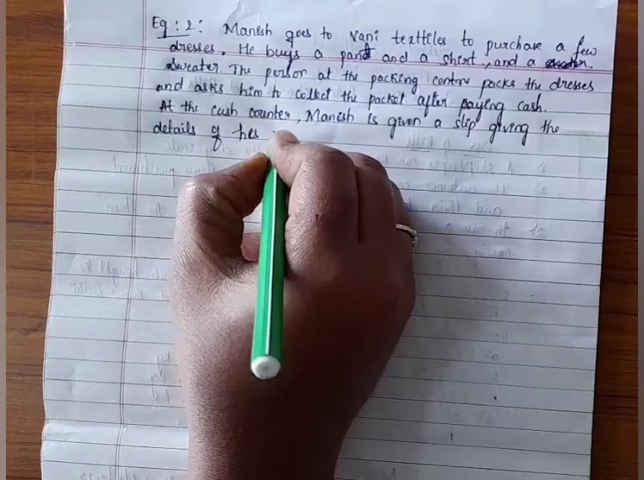 Eg : 2 : Manish goes to Vani textiles to purchase a few
dresses. He buys a pant and a shirt, and a
sweater. The person at the packing centre packs the dresses
and asks him to collect the packet after paying cash.
At the cash counter, Manish is given a slip giving the
details of his